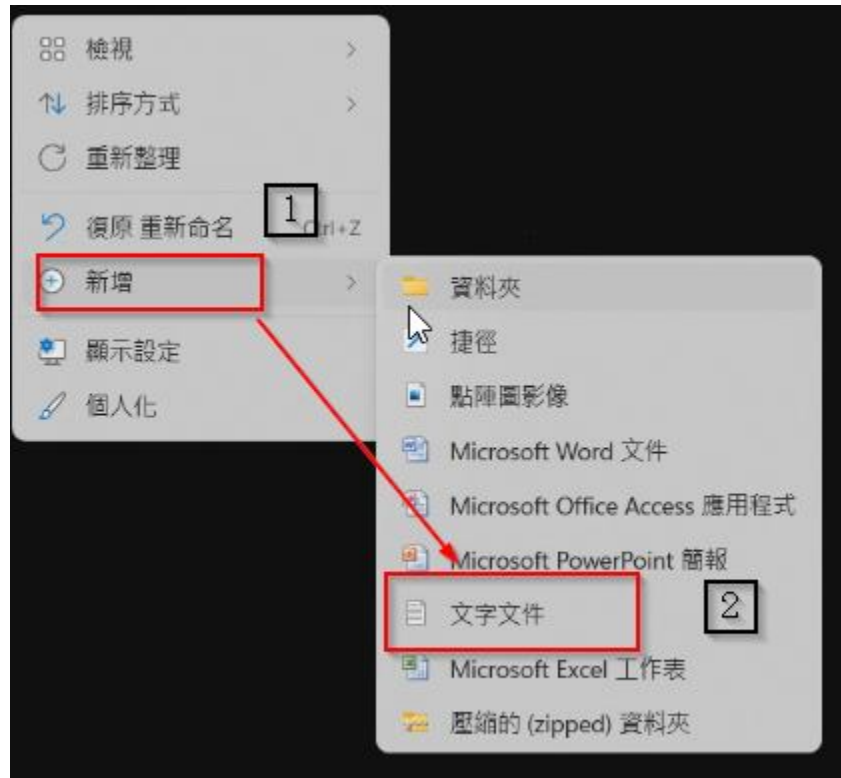 檢視
排序方式
重新整理
1
復原 重新命名 Ctrl+Z
新增
顯示設定
個人化
資料夾
捷徑
點陣圖影像
Microsoft Word 文件
Microsoft Office Access 應用程式
Microsoft PowerPoint 簡報
文字文件
2
Microsoft Excel 工作表
壓縮的 (zipped) 資料夾